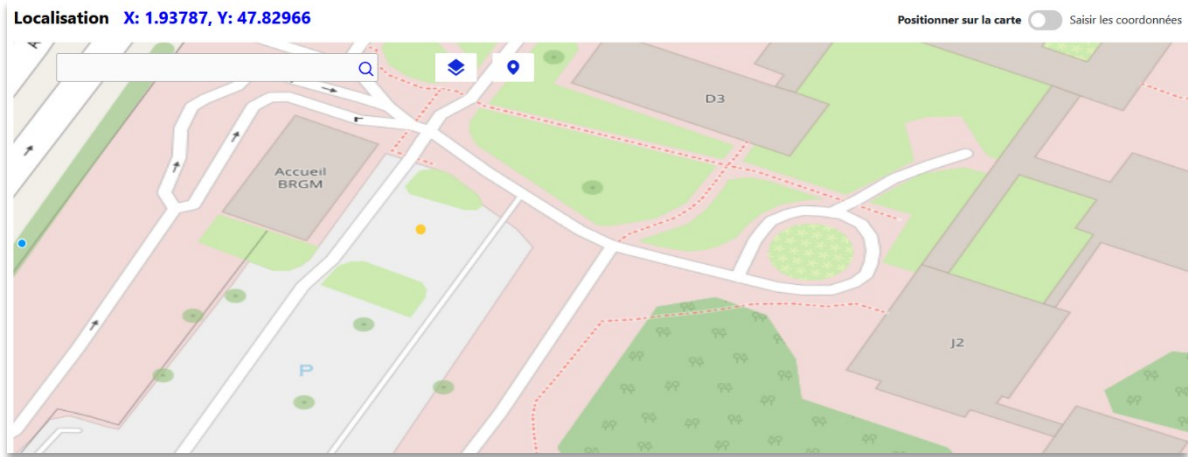 Localisation X: 1.93787, Y: 47.82966
Positionner sur la carte Saisir les coordonnées
D3
Accueil
BRGM
P
J2